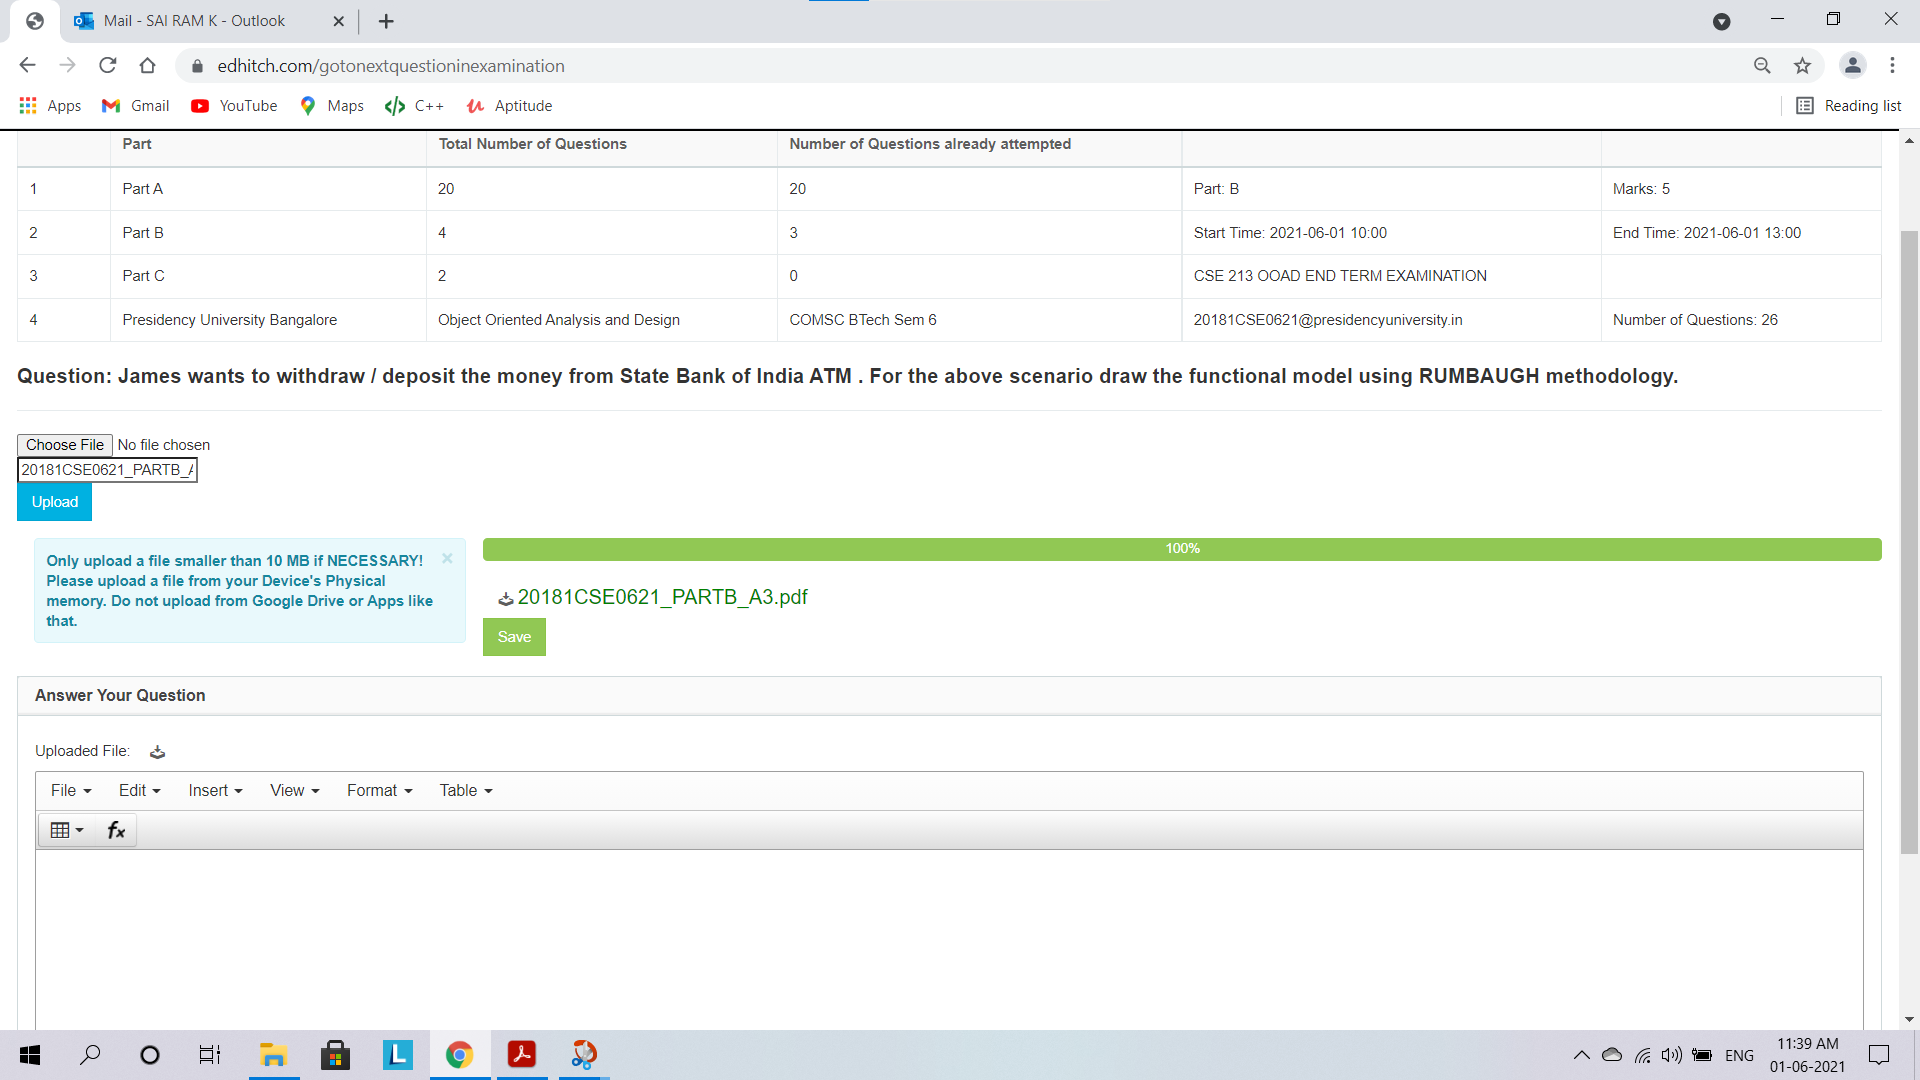 Mail - SAI RAM K - Outlook
edhitch.com/gotonextquestioninexamination
Apps Gmail YouTube Maps C++ Aptitude Reading list
Part Total Number of Questions Number of Questions already attempted
1 Part A 20 20 Part: B Marks: 5
2 Part B 4 3 Start Time: 2021-06-01 10:00 End Time: 2021-06-01 13:00
3 Part C 2 0 CSE 213 OOAD END TERM EXAMINATION
4 Presidency University Bangalore Object Oriented Analysis and Design COMSC BTech Sem 6 20181CSE0621@presidencyuniversity.in Number of Questions: 26
Question: James wants to withdraw / deposit the money from State Bank of India ATM . For the above scenario draw the functional model using RUMBAUGH methodology.
Choose File No file chosen
20181CSE0621_PARTB_A
Upload
Only upload a file smaller than 10 MB if NECESSARY!
Please upload a file from your Device's Physical
memory. Do not upload from Google Drive or Apps like
that.
×
100%
20181CSE0621_PARTB_A3.pdf
Save
Answer Your Question
Uploaded File:
File Edit Insert View Format Table
fx
L
ENG
11:39 AM
01-06-2021